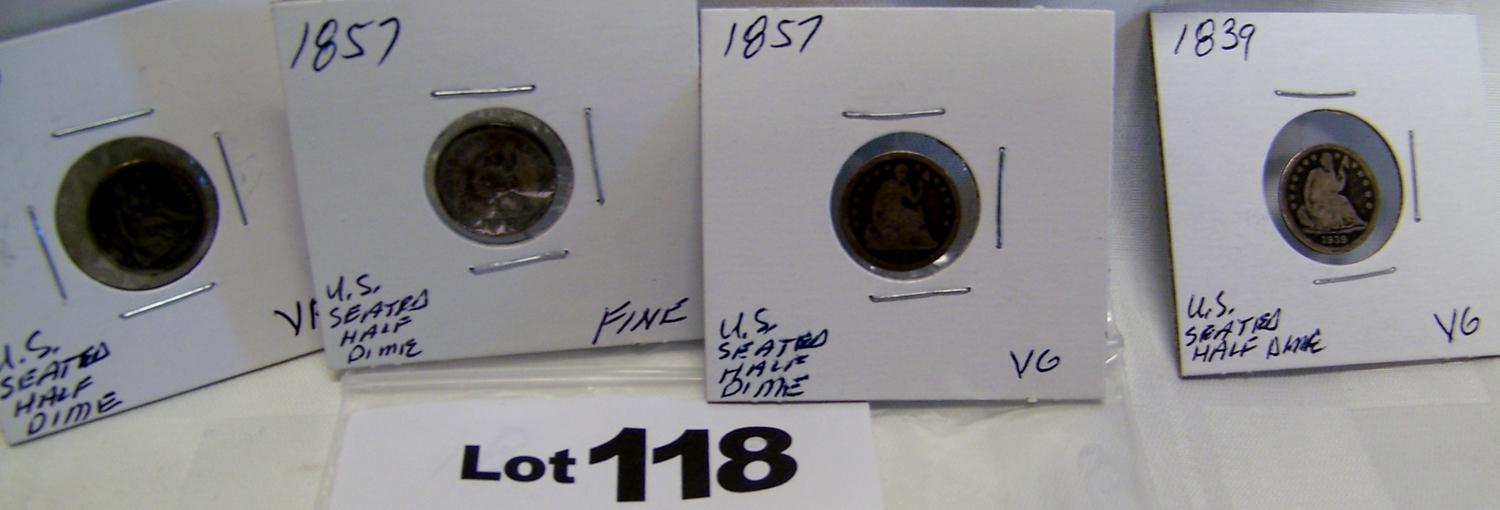 U.S.
SEATED
HALF
DIME
1857
U.S.
SEATED
HALF
DIME
FINE
1857
U.S.
SEATED
HALF
DIME
VG
1839
1839
U.S.
SEATED
HALF DIME
VG
Lot 118